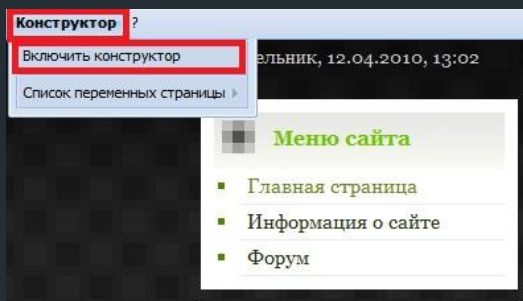 Конструктор ?
Включить конструктор
ельник, 12.04.2010, 13:02
Список переменных страницы
Меню сайта
Главная страница
Информация о сайте
Форум